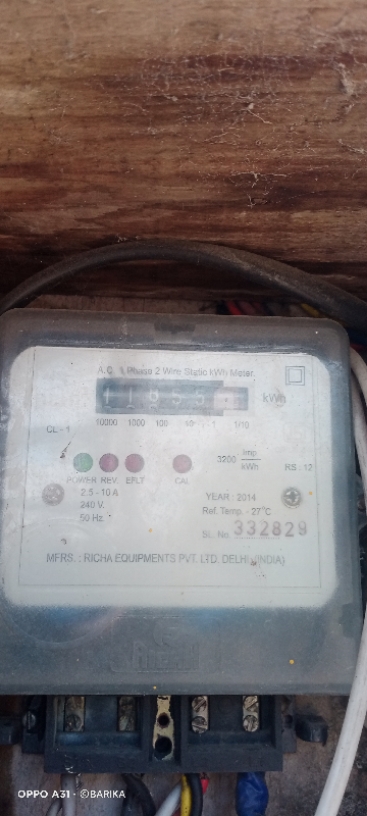 A.C. 1 Phase 2 Wire Static kWh Meter.
kWh
CL - 1
10000 1000 100 10 1 1/10
3200 Imp kWh
RS : 12
POWER REV. EFLT CAL
2.5 - 10 A
240 V.
50 Hz.
YEAR : 2014
Ref. Temp. - 27°C
SL. No. 332829
MFRS. : RICHA EQUIPMENTS PVT. LTD. DELHI (INDIA)
OPPO A31 · ©BARIKA